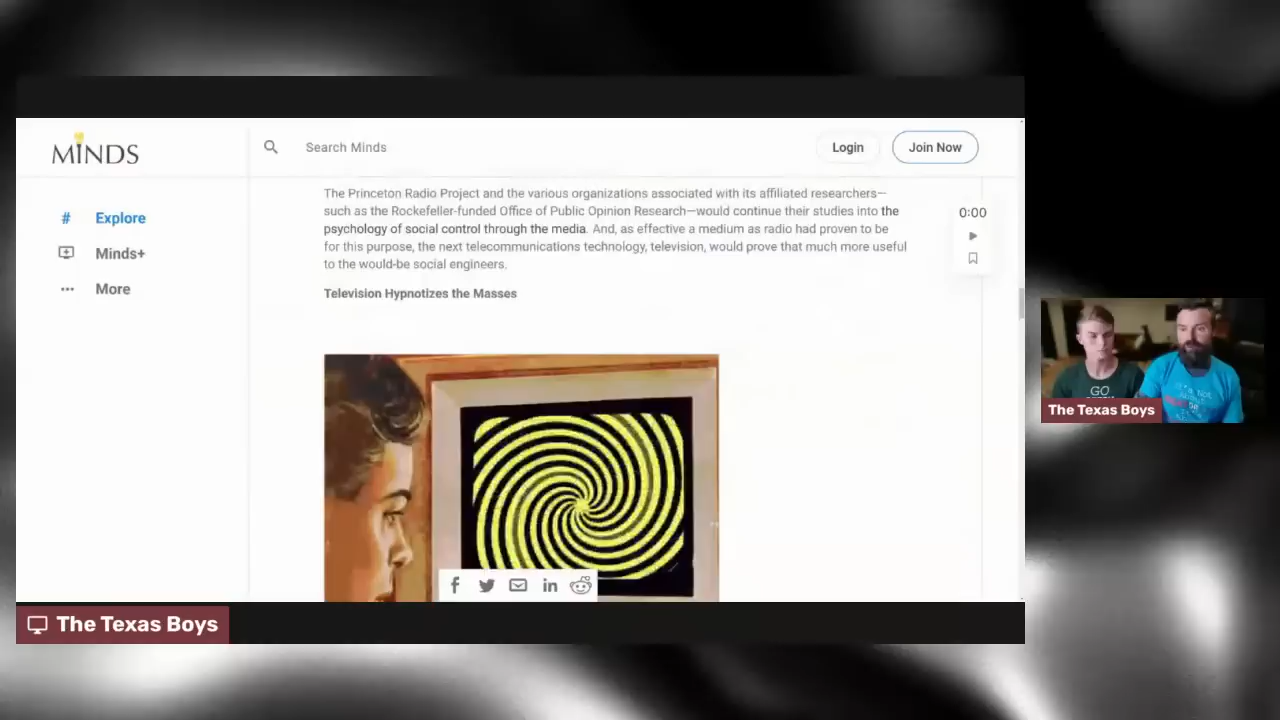 MINDS
Search Minds
Login
Join Now
# Explore
Minds+
More
The Princeton Radio Project and the various organizations associated with its affiliated researchers—
such as the Rockefeller-funded Office of Public Opinion Research—would continue their studies into the
psychology of social control through the media. And, as effective a medium as radio had proven to be
for this purpose, the next telecommunications technology, television, would prove that much more useful
to the would-be social engineers.
0:00
Television Hypnotizes the Masses
GO
The Texas Boys
The Texas Boys